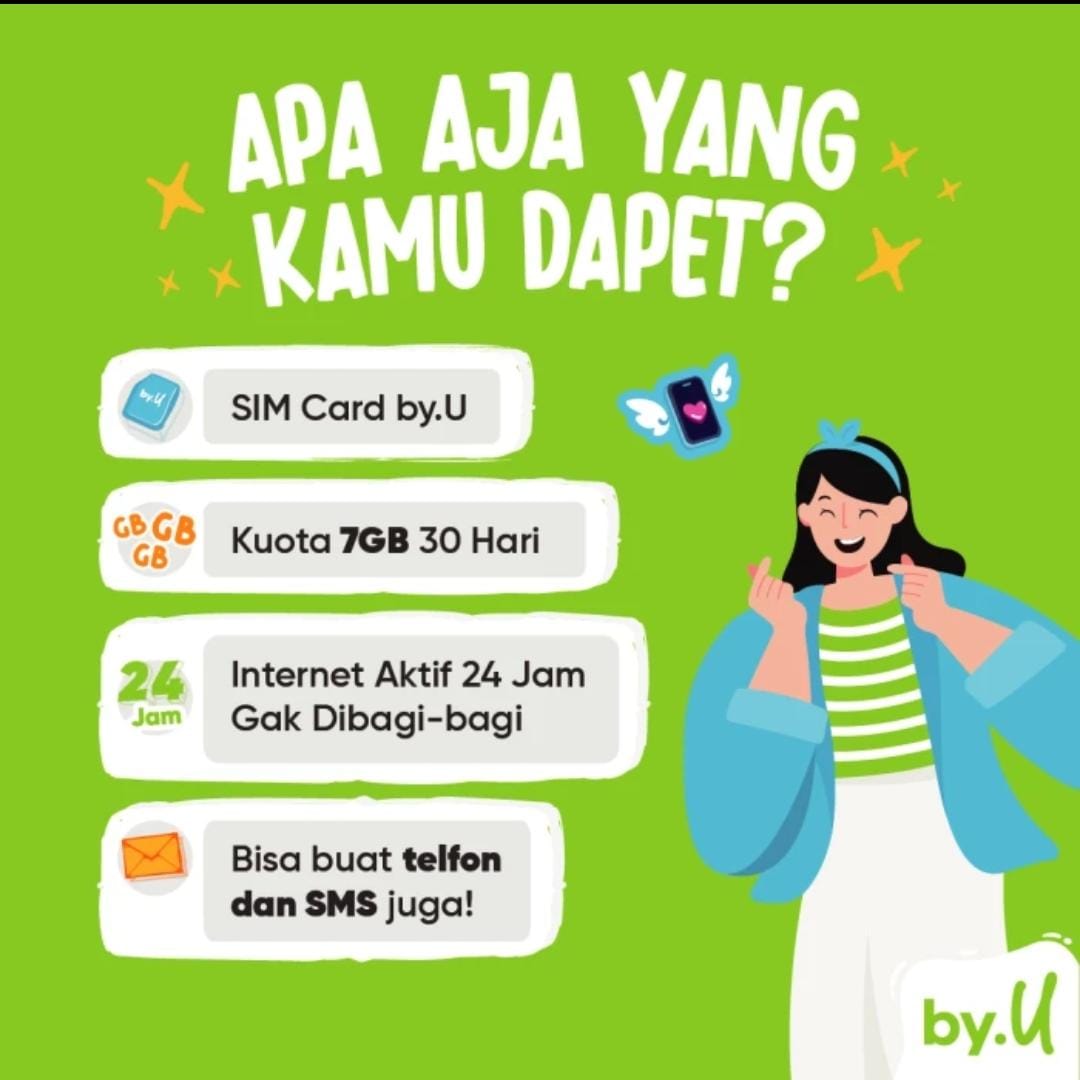 APA AJA YANG
KAMU DAPET?
by.U
SIM Card by.U
GB GB
GB
Kuota 7GB 30 Hari
24
Jam
Internet Aktif 24 Jam
Gak Dibagi-bagi
Bisa buat telfon
dan SMS juga!
by.U